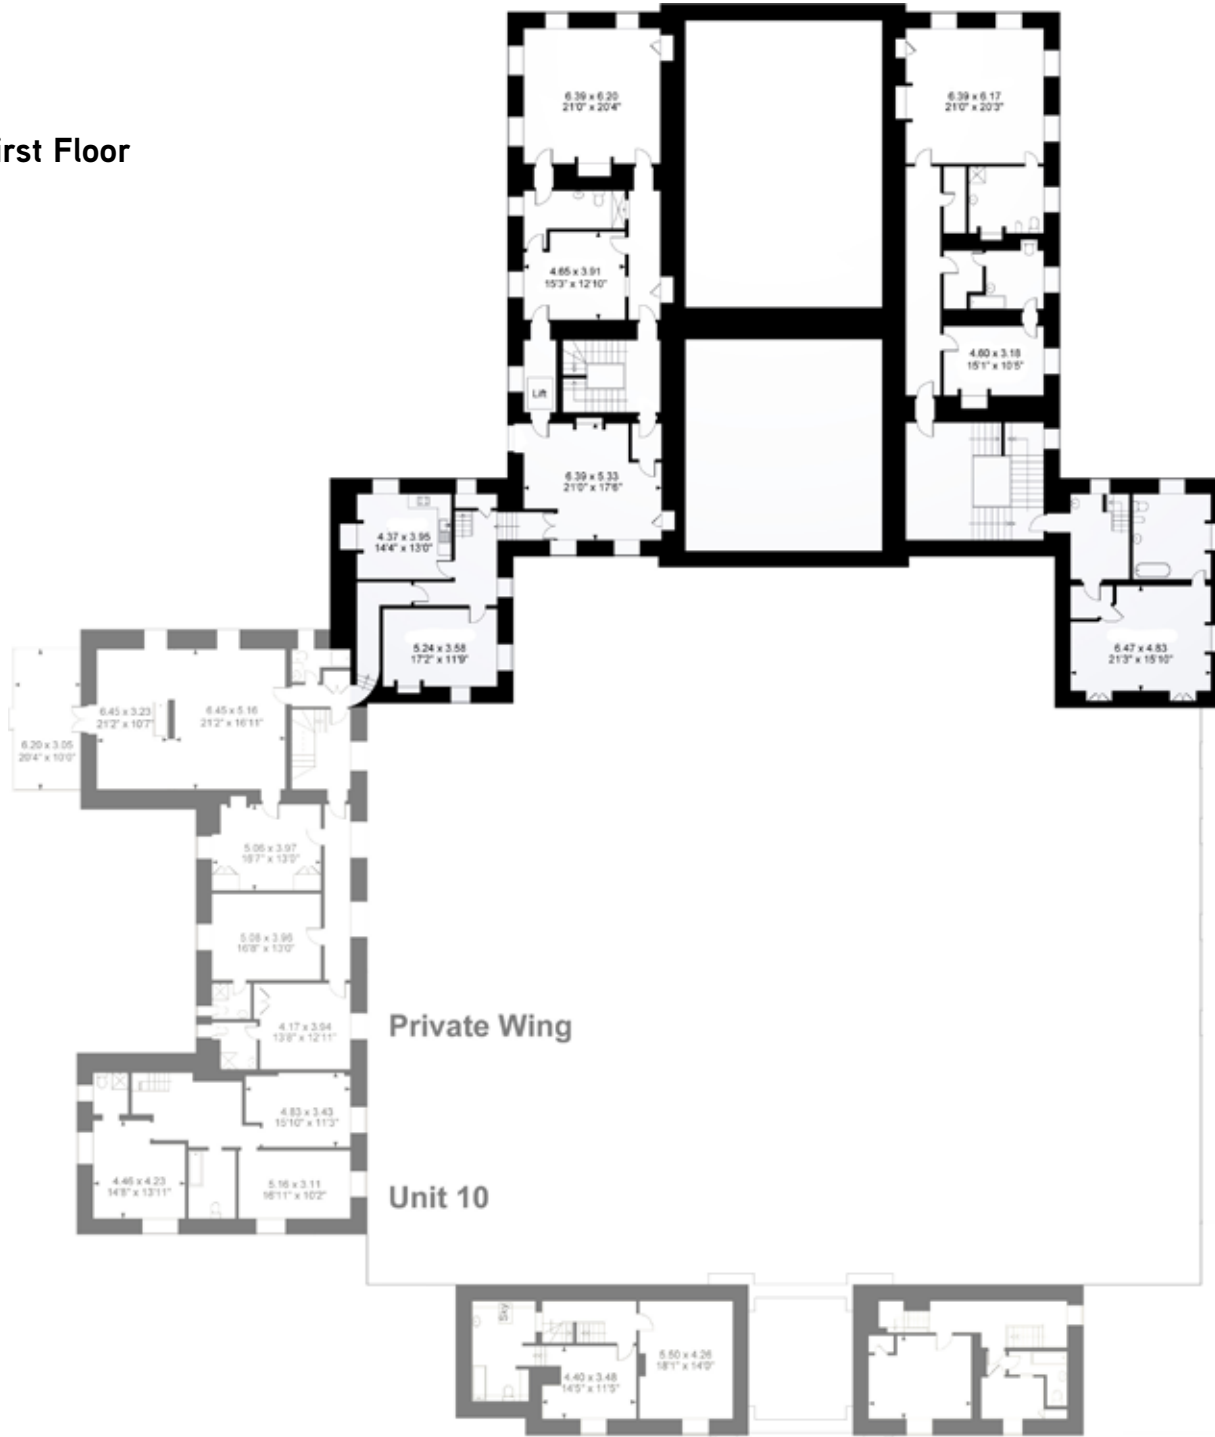 irst Floor
6.39 x 6.20
21'0" x 20'4"
6.39 x 6.17
21'0" x 20'3"
4.65 x 3.91
15'3" x 12'10"
4.60 x 3.18
15'1" x 10'5"
Lift
6.39 x 5.33
21'0" x 17'6"
4.37 x 3.95
14'4" x 13'0"
5.24 x 3.58
17'2" x 11'9"
6.47 x 4.83
21'3" x 15'10"
6.45 x 3.23
21'2" x 10'7"
6.45 x 5.16
21'2" x 16'11"
6.20 x 3.05
20'4" x 10'0"
5.06 x 3.97
16'7" x 13'0"
5.08 x 3.96
16'8" x 13'0"
4.17 x 3.94
13'8" x 12'11"
Private Wing
4.83 x 3.43
15'10" x 11'3"
4.46 x 4.23
14'8" x 13'11"
5.16 x 3.11
16'11" x 10'2"
Unit 10
Sky
5.50 x 4.26
18'1" x 14'0"
4.40 x 3.48
14'5" x 11'5"